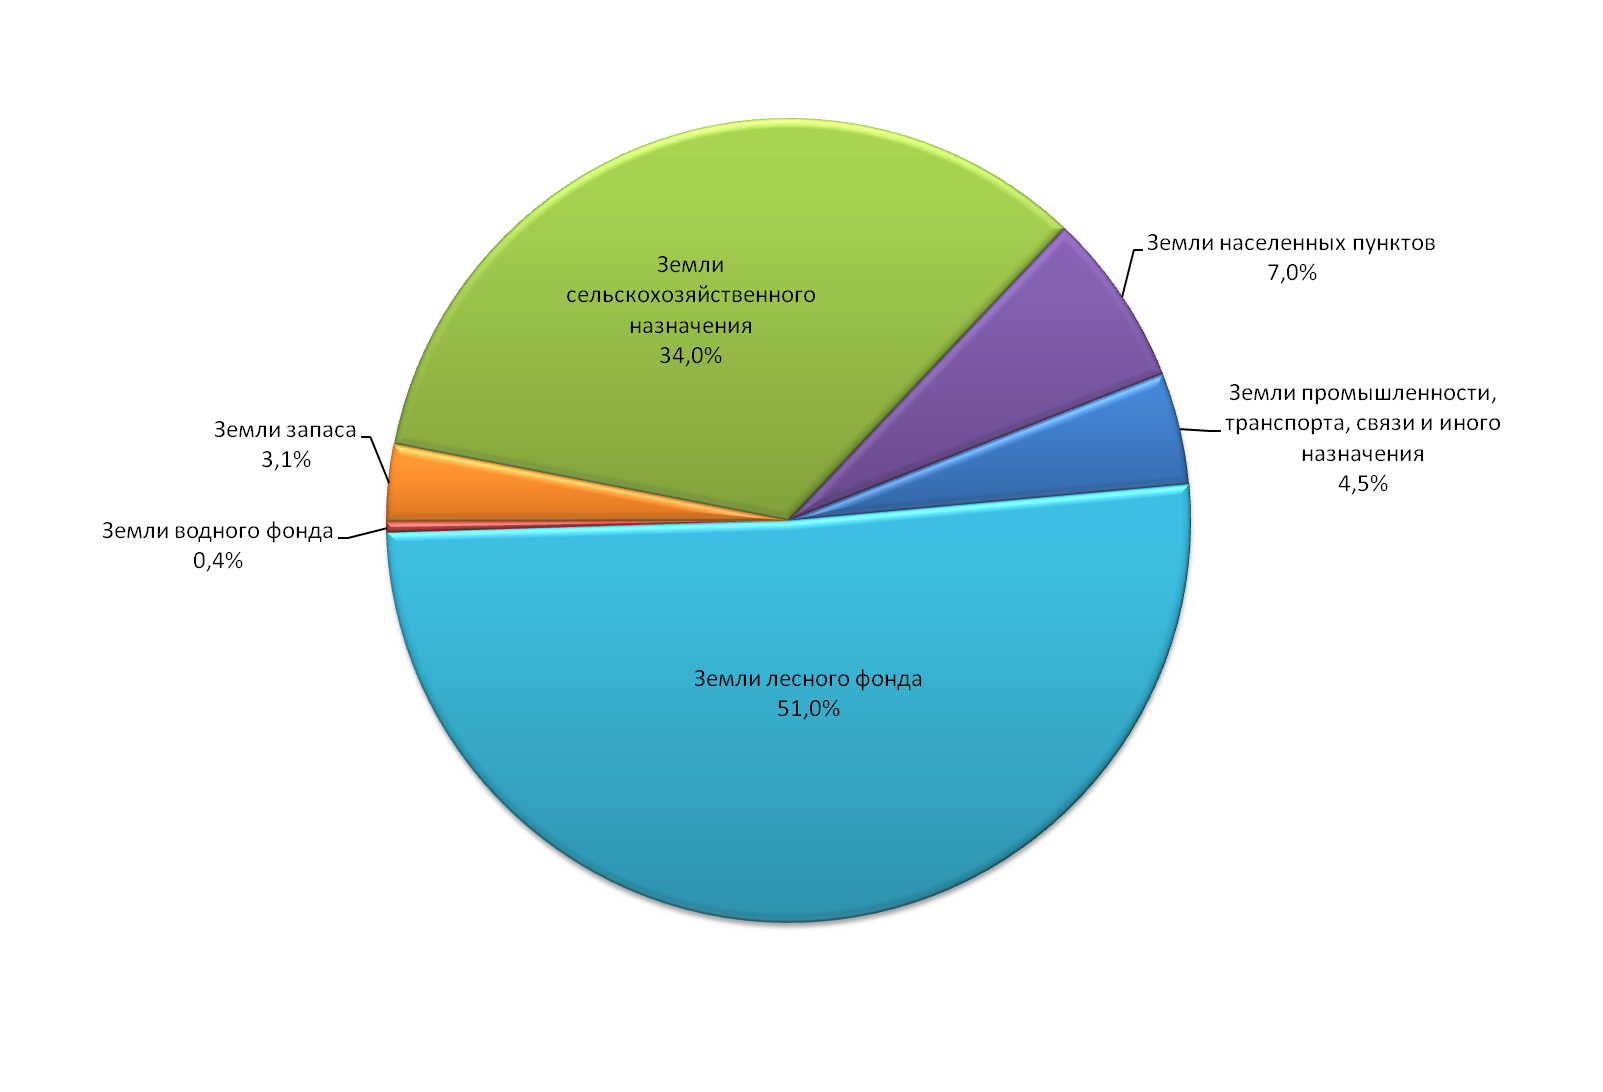 Земли
сельскохозяйственного
назначения
34,0%
Земли населенных пунктов
7,0%
Земли промышленности,
транспорта, связи и иного
назначения
4,5%
Земли запаса
3,1%
Земли водного фонда
0,4%
Земли лесного фонда
51,0%